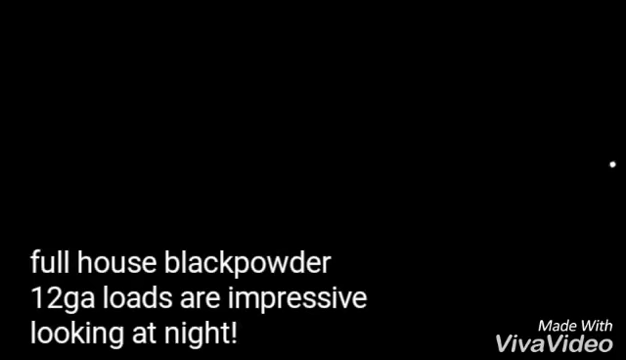 full house blackpowder
12ga loads are impressive
looking at night!
Made With
VivaVideo